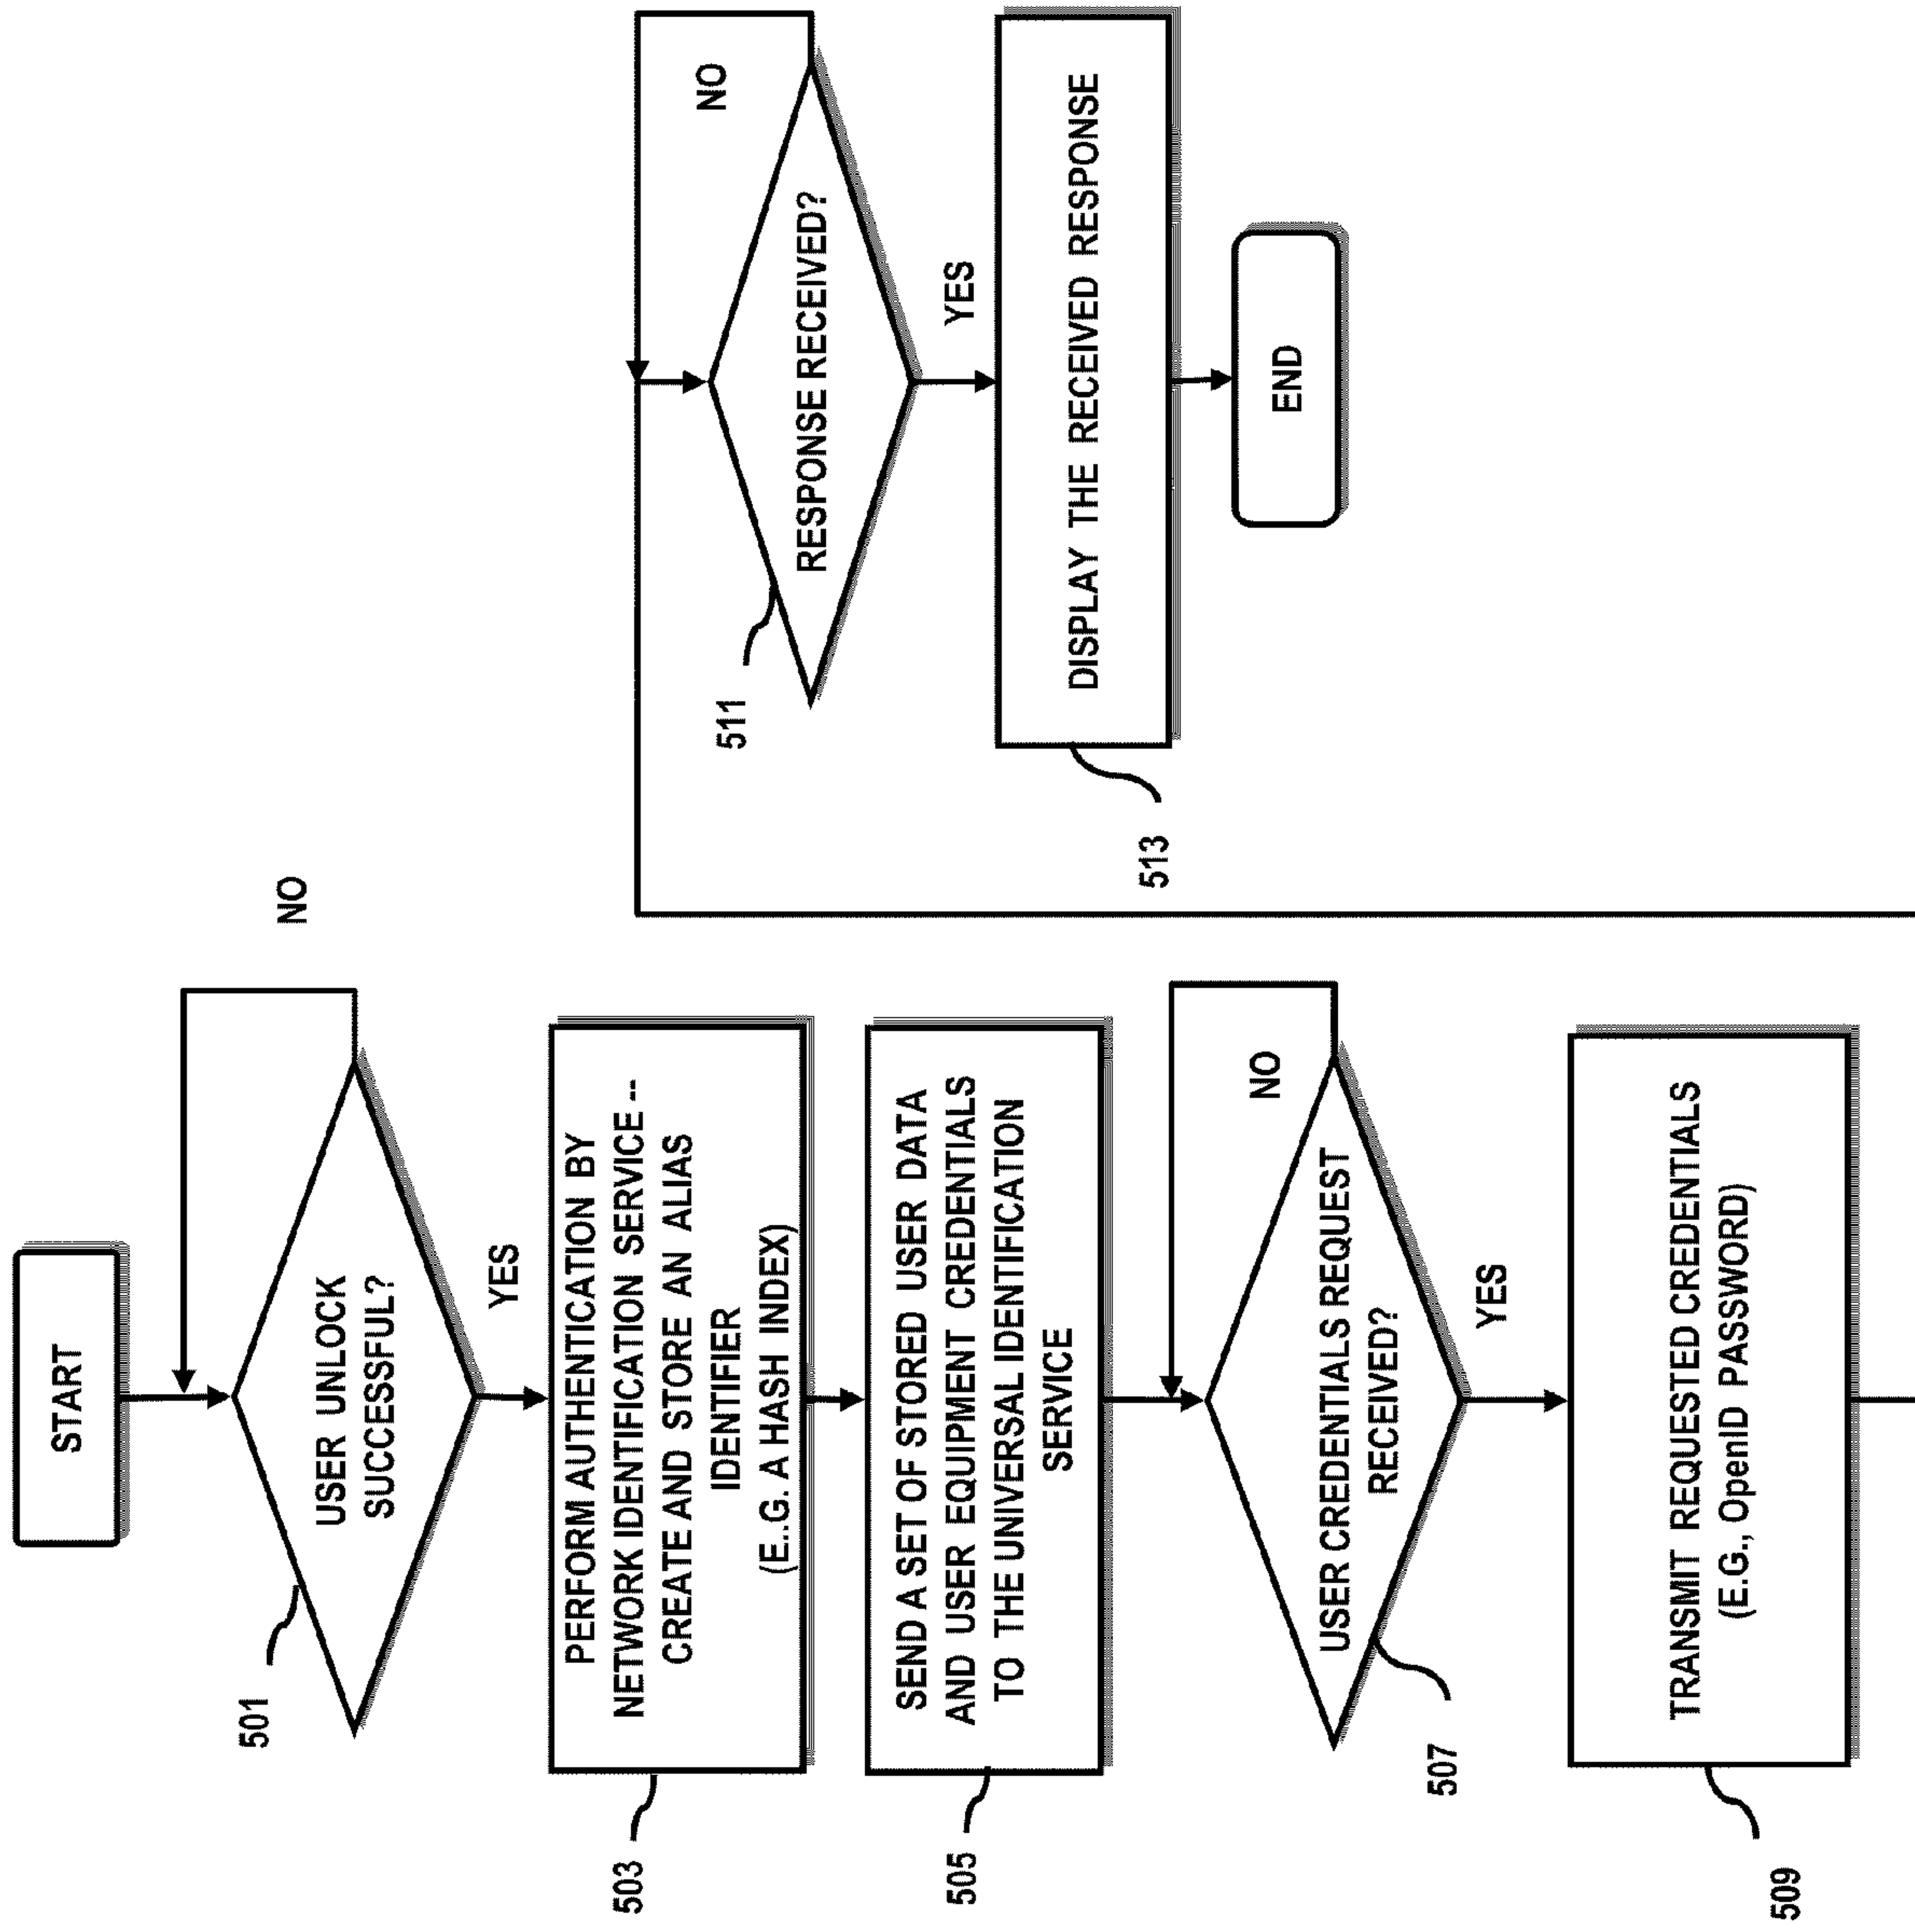 START
USER UNLOCK
SUCCESSFUL?
NO
501
YES
PERFORM AUTHENTICATION BY
NETWORK IDENTIFICATION SERVICE --
CREATE AND STORE AN ALIAS
IDENTIFIER
(E..G. A HASH INDEX)
503
SEND A SET OF STORED USER DATA
AND USER EQUIPMENT CREDENTIALS
TO THE UNIVERSAL IDENTIFICATION
SERVICE
505
USER CREDENTIALS REQUEST
RECEIVED?
NO
507
YES
TRANSMIT REQUESTED CREDENTIALS
(E.G., OpenID PASSWORD)
509
RESPONSE RECEIVED?
NO
511
YES
DISPLAY THE RECEIVED RESPONSE
513
END